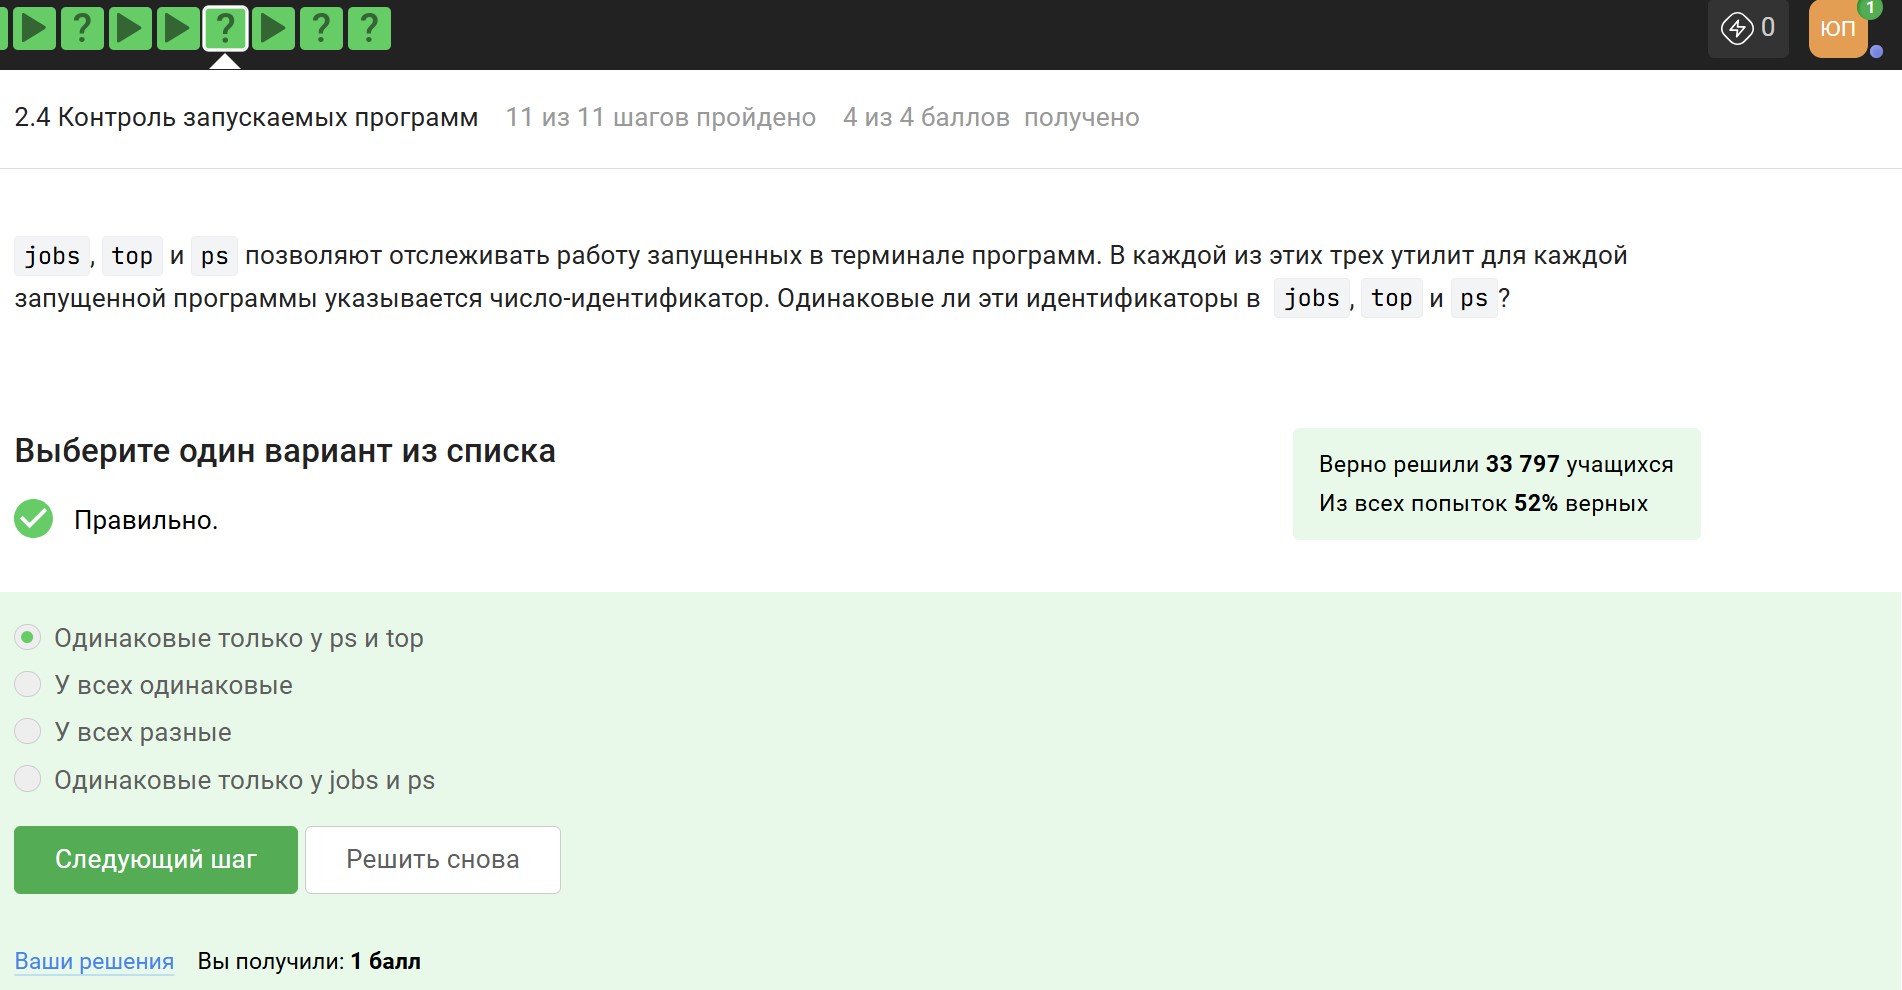 ? ? ? ? 0 ЮП 1
2.4 Контроль запускаемых программ 11 из 11 шагов пройдено 4 из 4 баллов получено
jobs, top и ps позволяют отслеживать работу запущенных в терминале программ. В каждой из этих трех утилит для каждой
запущенной программы указывается число-идентификатор. Одинаковые ли эти идентификаторы в jobs, top и ps?
Выберите один вариант из списка
Правильно.
Верно решили 33 797 учащихся
Из всех попыток 52% верных
Одинаковые только у ps и top
У всех одинаковые
У всех разные
Одинаковые только у jobs и ps
Следующий шаг Решить снова
Ваши решения Вы получили: 1 балл